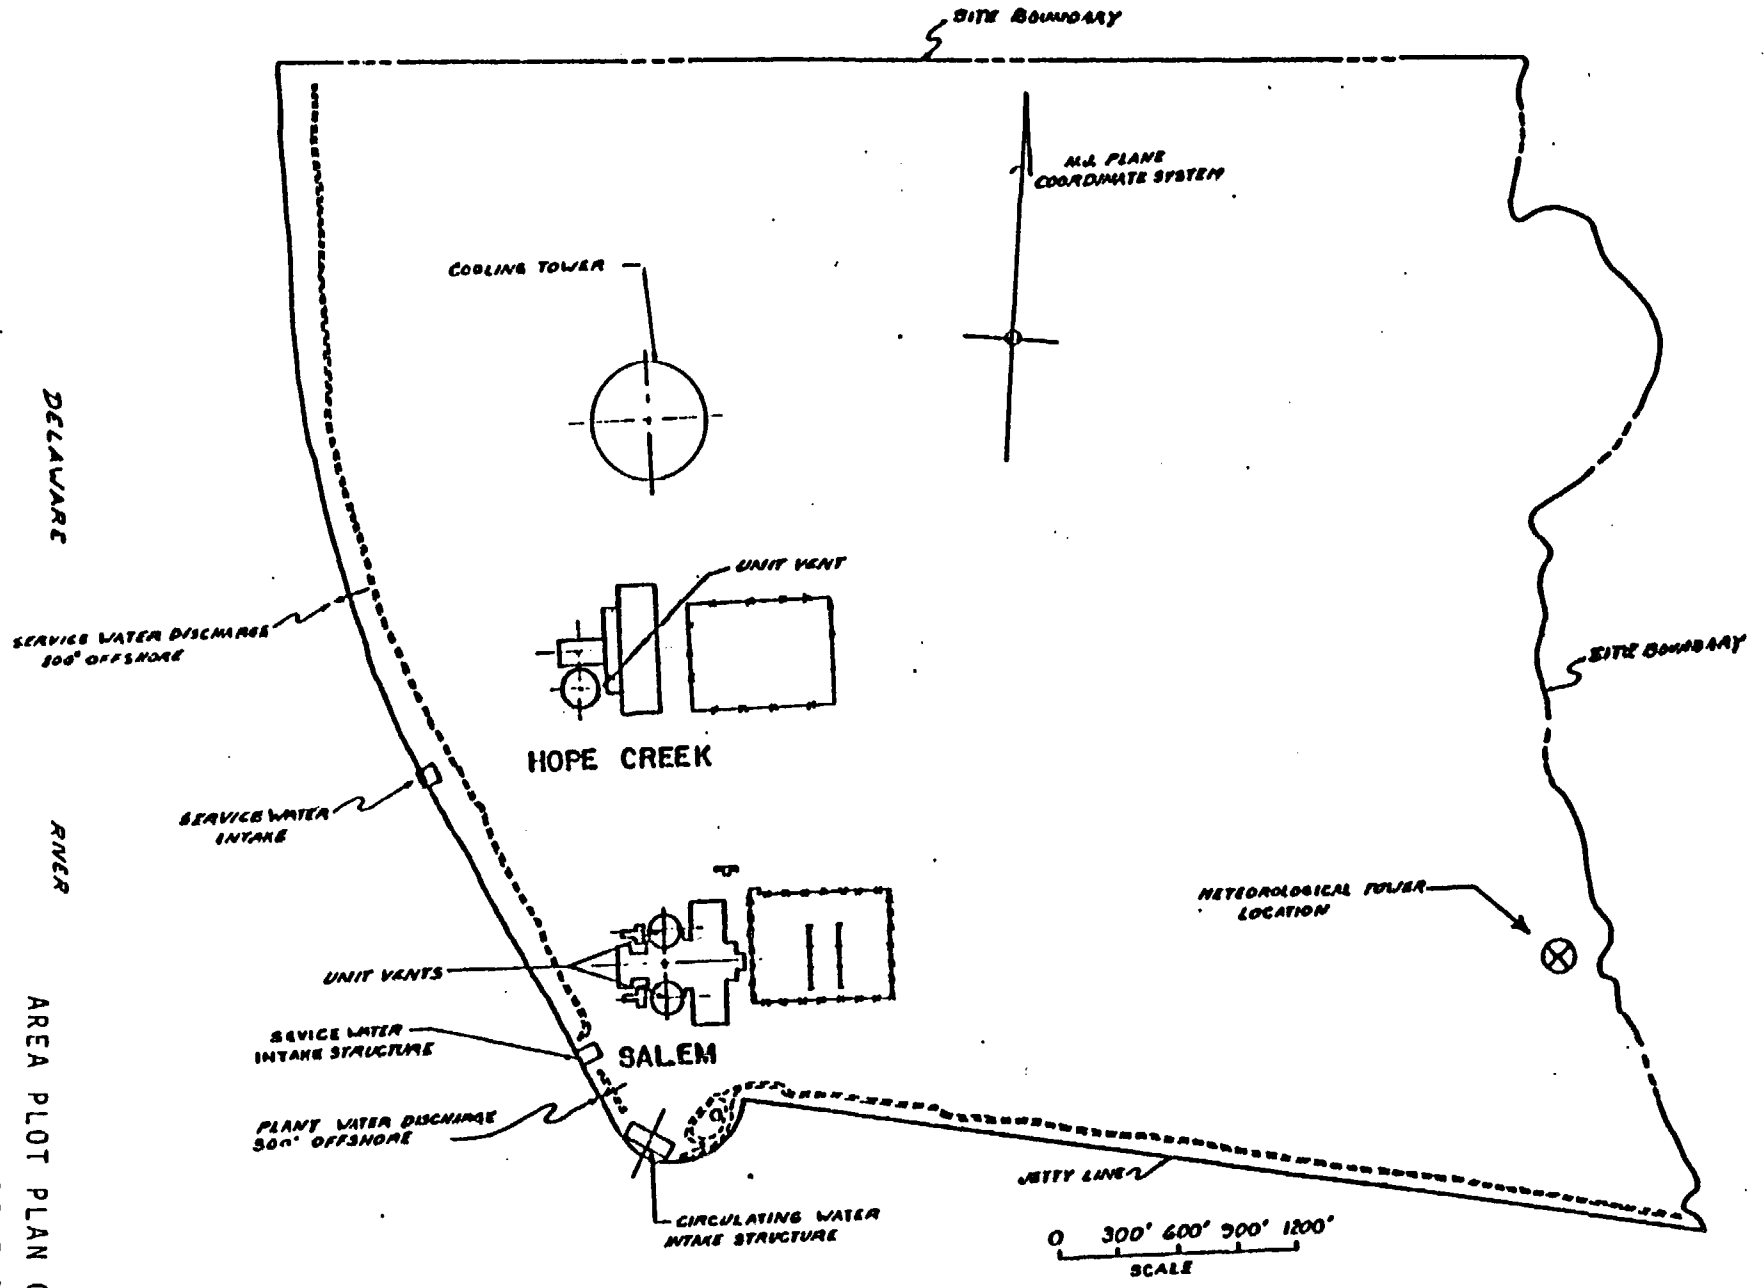 SITE BOUNDARY
N.J. PLANE
COORDINATE SYSTEM
COOLING TOWER
DELAWARE
UNIT VENT
SERVICE WATER DISCHARGE
OFFSHORE
SITE BOUNDARY
HOPE CREEK
SERVICE WATER
INTAKE
RIVER
METEOROLOGICAL TOWER
LOCATION
UNIT VENTS
SEVICE WATER
INTAKE STRUCTURE
SALEM
PLANT WATER DISCHARGE
OFFSHORE
JETTY LINE
CIRCULATING WATER
INTAKE STRUCTURE
0 300' 600' 900' 1200'
SCALE
AREA PLOT PLAN